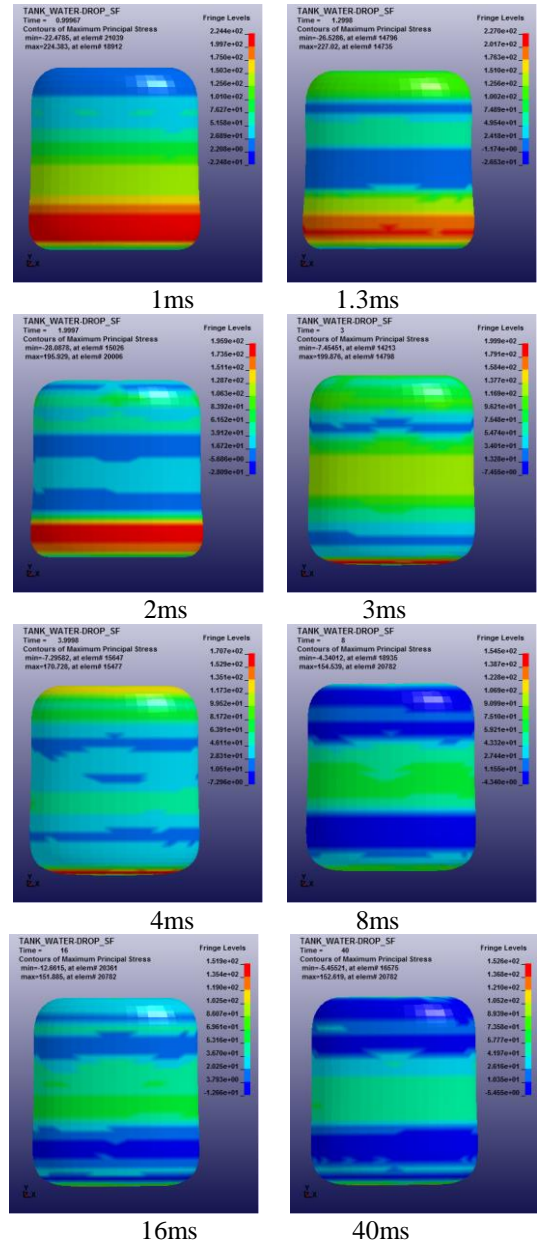 TANK_WATER-DROP_SF
Time = 0.99967
Contours of Maximum Principal Stress
min=-22.4785, at elem# 21039
max=224.383, at elem# 18912
Fringe Levels
2.244e+02
1.997e+02
1.750e+02
1.503e+02
1.256e+02
1.010e+02
7.627e+01
5.158e+01
2.689e+01
2.200e+00
-2.248e+01
Y
Z X
1ms
TANK_WATER-DROP_SF
Time = 1.2998
Contours of Maximum Principal Stress
min=-26.5286, at elem# 14796
max=227.02, at elem# 14735
Fringe Levels
2.270e+02
2.017e+02
1.763e+02
1.510e+02
1.256e+02
1.002e+02
7.489e+01
4.954e+01
2.418e+01
-1.174e+00
-2.653e+01
Y
Z X
1.3ms
TANK_WATER-DROP_SF
Time = 1.9997
Contours of Maximum Principal Stress
min=-28.0878, at elem# 15026
max=195.929, at elem# 20006
Fringe Levels
1.959e+02
1.735e+02
1.511e+02
1.287e+02
1.063e+02
8.392e+01
6.152e+01
3.912e+01
1.672e+01
-5.686e+00
-2.809e+01
Y
Z X
2ms
TANK_WATER-DROP_SF
Time = 3
Contours of Maximum Principal Stress
min=-7.45451, at elem# 14213
max=199.876, at elem# 14798
Fringe Levels
1.999e+02
1.791e+02
1.584e+02
1.377e+02
1.169e+02
9.621e+01
7.548e+01
5.474e+01
3.401e+01
1.328e+01
-7.455e+00
Y
Z X
3ms
TANK_WATER-DROP_SF
Time = 3.9998
Contours of Maximum Principal Stress
min=-7.29582, at elem# 15647
max=170.728, at elem# 15477
Fringe Levels
1.707e+02
1.529e+02
1.351e+02
1.173e+02
9.952e+01
8.172e+01
6.391e+01
4.611e+01
2.831e+01
1.051e+01
-7.296e+00
Y
Z X
4ms
TANK_WATER-DROP_SF
Time = 8
Contours of Maximum Principal Stress
min=-4.34012, at elem# 18935
max=154.539, at elem# 20782
Fringe Levels
1.545e+02
1.387e+02
1.228e+02
1.069e+02
9.099e+01
7.510e+01
5.921e+01
4.332e+01
2.744e+01
1.155e+01
-4.340e+00
Y
Z X
8ms
TANK_WATER-DROP_SF
Time = 16
Contours of Maximum Principal Stress
min=-12.6615, at elem# 20361
max=151.885, at elem# 20782
Fringe Levels
1.519e+02
1.354e+02
1.190e+02
1.025e+02
8.607e+01
6.961e+01
5.316e+01
3.670e+01
2.025e+01
3.793e+00
-1.266e+01
Y
Z X
16ms
TANK_WATER-DROP_SF
Time = 40
Contours of Maximum Principal Stress
min=-5.45521, at elem# 16575
max=152.619, at elem# 20782
Fringe Levels
1.526e+02
1.368e+02
1.210e+02
1.052e+02
8.939e+01
7.358e+01
5.777e+01
4.197e+01
2.616e+01
1.035e+01
-5.455e+00
Y
Z X
40ms